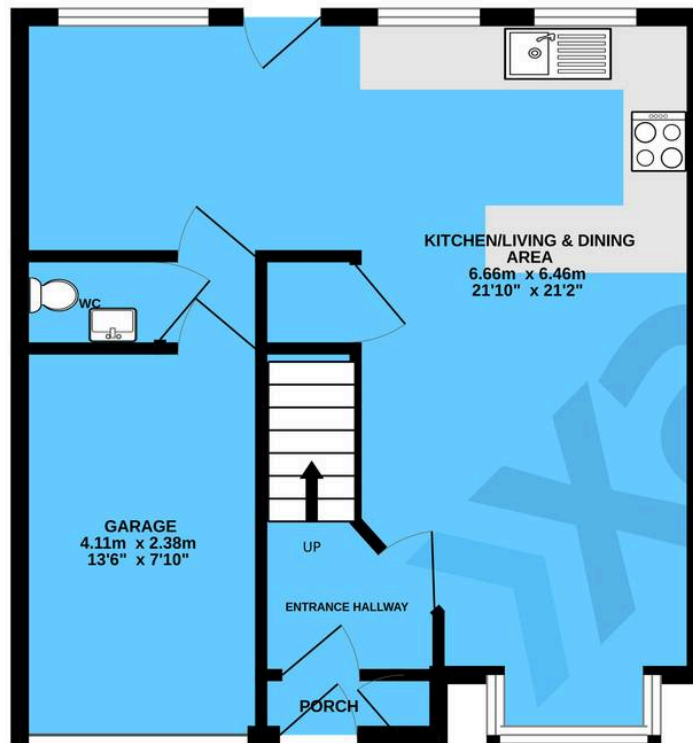 KITCHEN/LIVING & DINING
AREA
6.66m x 6.46m
21'10" x 21'2"
WC
GARAGE
4.11m x 2.38m
13'6" x 7'10"
UP
ENTRANCE HALLWAY
PORCH